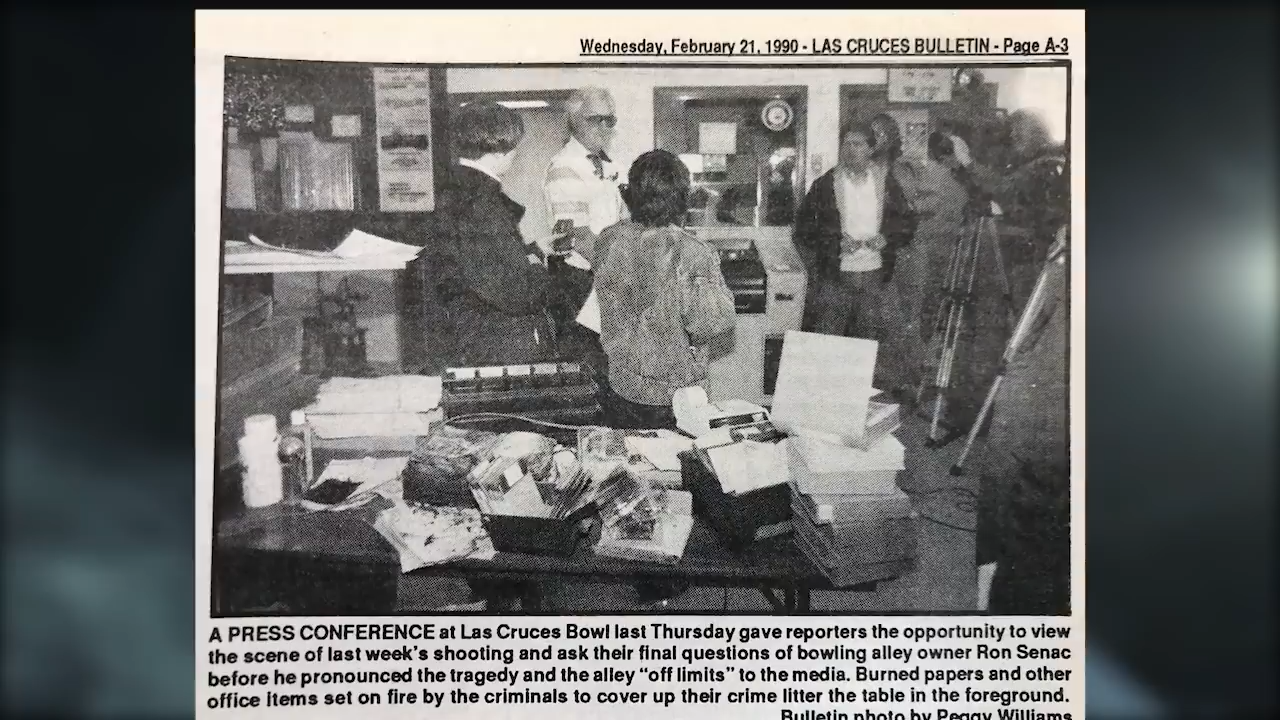 Wednesday, February 21, 1990 - LAS CRUCES BULLETIN - Page A-3
A PRESS CONFERENCE at Las Cruces Bowl last Thursday gave reporters the opportunity to view
the scene of last week's shooting and ask their final questions of bowling alley owner Ron Senac
before he pronounced the tragedy and the alley "off limits" to the media. Burned papers and other
office items set on fire by the criminals to cover up their crime litter the table in the foreground.
Bulletin photo by Peggy Williams